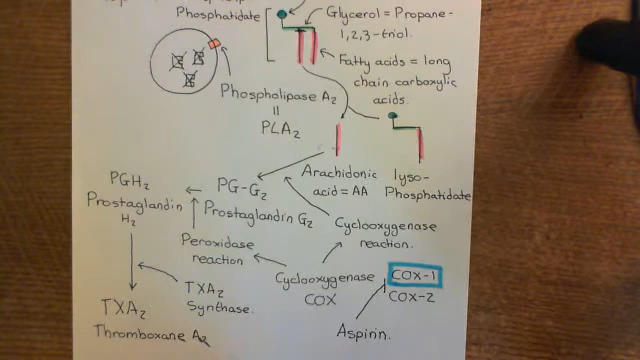 Phosphatidate
Glycerol = Propane-
1,2,3-triol.
Fatty acids = long
chain carboxylic
acids.
Phospholipase A2
=
PLA2
Arachidonic
acid = AA
lyso-
Phosphatidate
PGH2
Prostaglandin
H2
PG-G2
Prostaglandin G2
Cyclooxygenase
reaction.
Peroxidase
reaction
Cyclooxygenase
COX
COX-1
COX-2
TXA2
Synthase.
TXA2
Thromboxane A2
Aspirin.